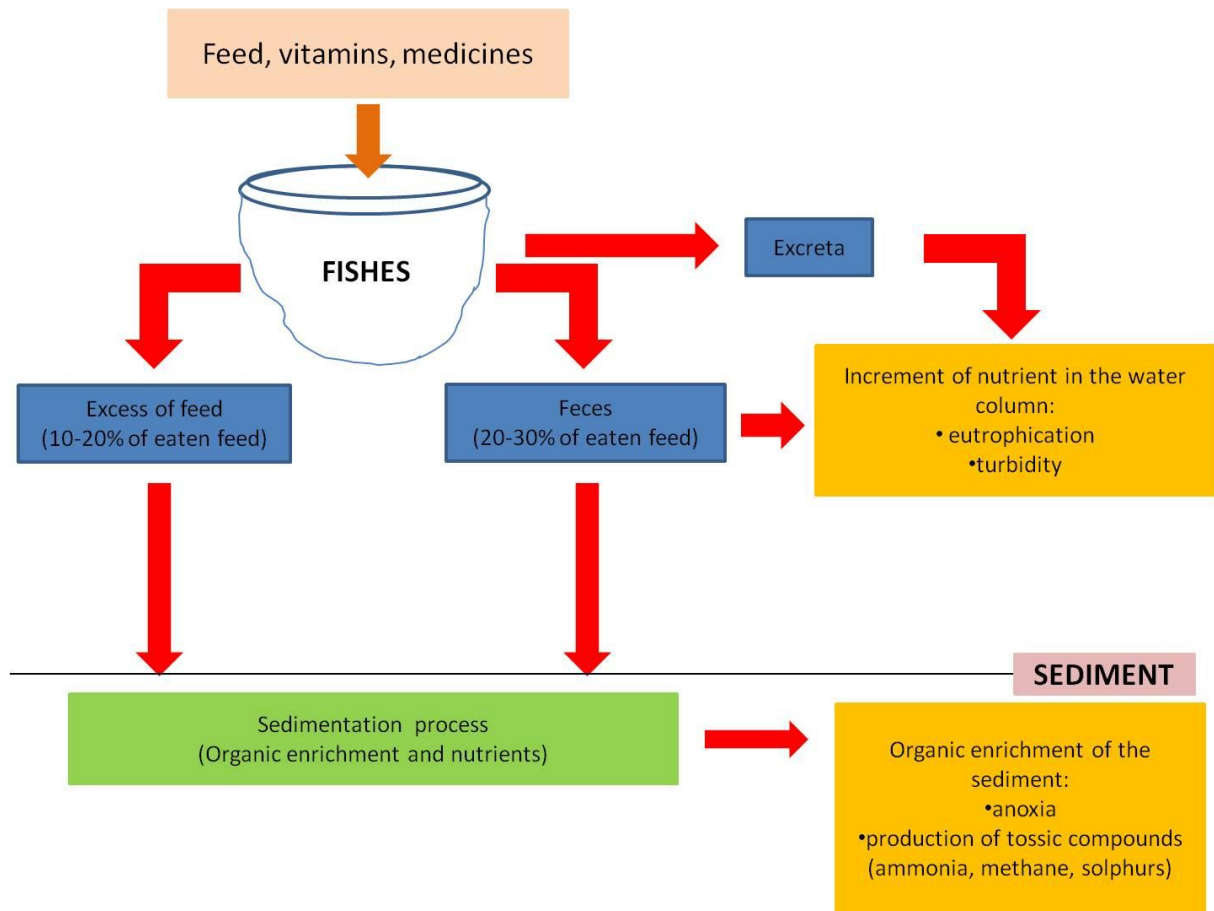 Feed, vitamins, medicines
FISHES
Excreta
Excess of feed
(10-20% of eaten feed)
Feces
(20-30% of eaten feed)
Increment of nutrient in the water
column:
• eutrophication
•turbidity
SEDIMENT
Sedimentation process
(Organic enrichment and nutrients)
Organic enrichment of the
sediment:
•anoxia
•production of tossic compounds
(ammonia, methane, solphurs)